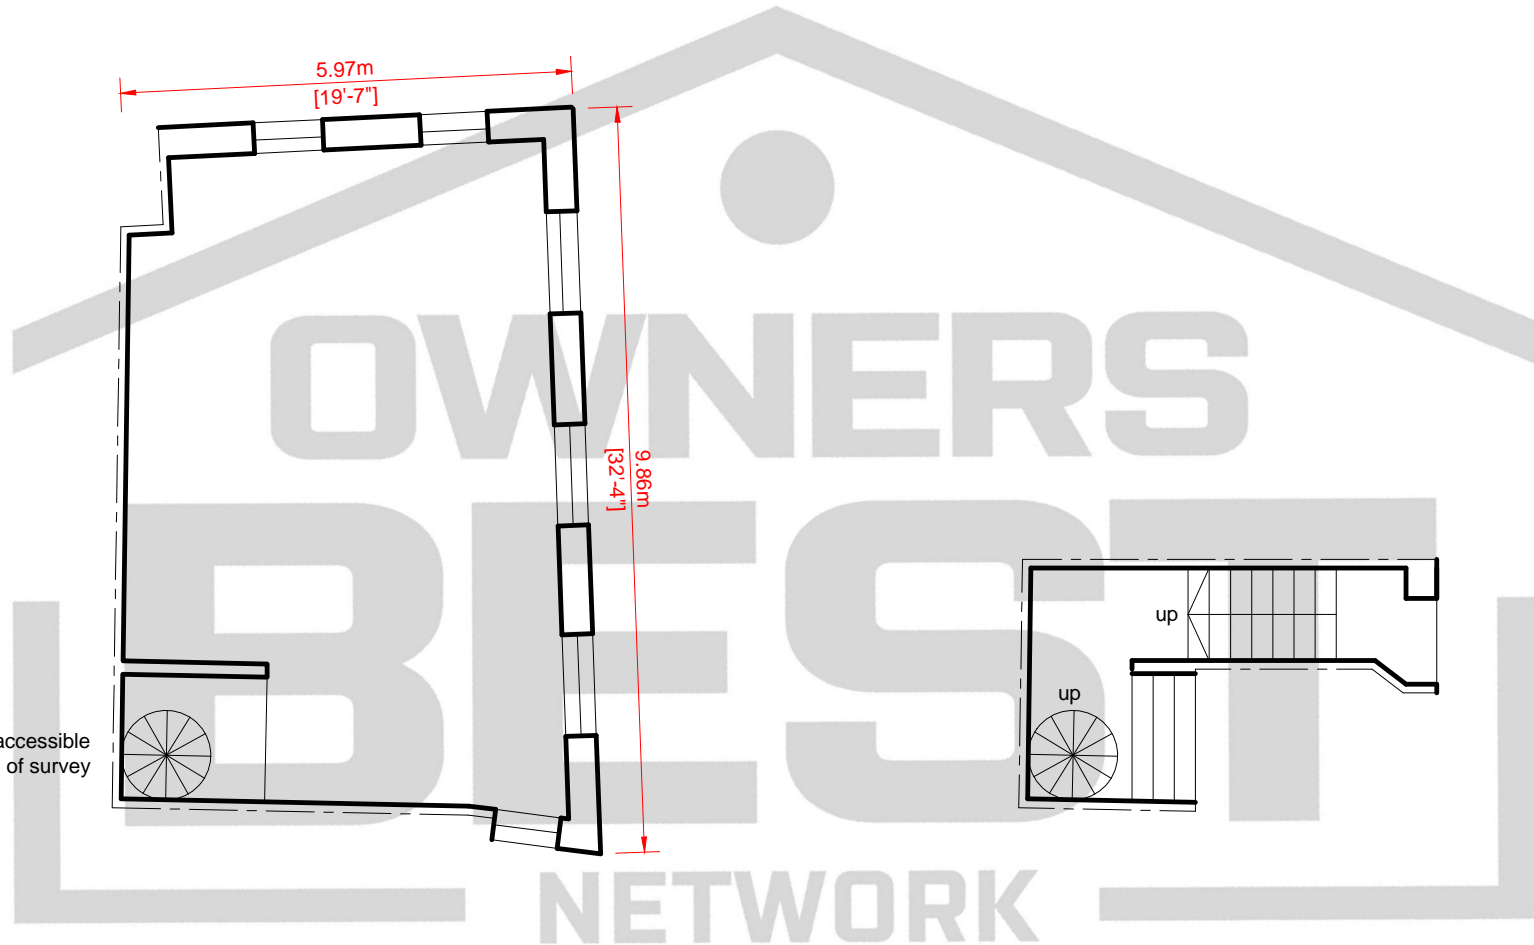 5.97m
[19'-7"]
9.86m
[32'-4"]
OWNERS
BEST
NETWORK
up
up
accessible
of survey